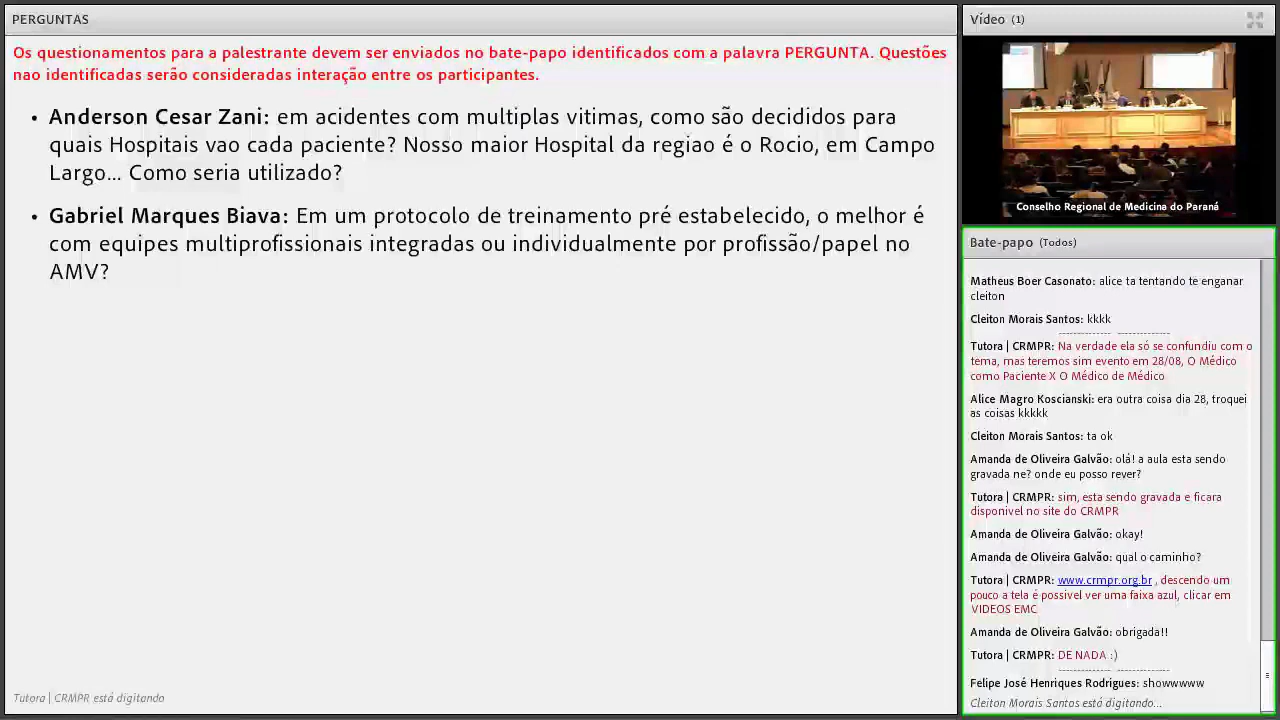 PERGUNTAS
Os questionamentos para a palestrante devem ser enviados no bate-papo identificados com a palavra PERGUNTA. Questões
nao identificadas serão consideradas interação entre os participantes.
• Anderson Cesar Zani: em acidentes com multiplas vitimas, como são decididos para
quais Hospitais vao cada paciente? Nosso maior Hospital da regiao é o Rocio, em Campo
Largo... Como seria utilizado?
• Gabriel Marques Biava: Em um protocolo de treinamento pré estabelecido, o melhor é
com equipes multiprofissionais integradas ou individualmente por profissão/papel no
AMV?
Tutora | CRMPR está digitando
Vídeo (1)
Conselho Regional de Medicina do Paraná
Bate-papo (Todos)
Matheus Boer Casonato: alice ta tentando te enganar
cleiton
Cleiton Morais Santos: kkkk
Tutora | CRMPR: Na verdade ela só se confundiu com o
tema, mas teremos sim evento em 28/08, O Médico
como Paciente X O Médico de Médico
Alice Magro Koscianski: era outra coisa dia 28, troquei
as coisas kkkkk
Cleiton Morais Santos: ta ok
Amanda de Oliveira Galvão: olá! a aula esta sendo
gravada ne? onde eu posso rever?
Tutora | CRMPR: sim, esta sendo gravada e ficara
disponivel no site do CRMPR
Amanda de Oliveira Galvão: okay!
Amanda de Oliveira Galvão: qual o caminho?
Tutora | CRMPR: www.crmpr.org.br , descendo um
pouco a tela é possivel ver uma faixa azul, clicar em
VIDEOS EMC
Amanda de Oliveira Galvão: obrigada!!
Tutora | CRMPR: DE NADA :)
Felipe José Henriques Rodrigues: showwwww
Cleiton Morais Santos está digitando...